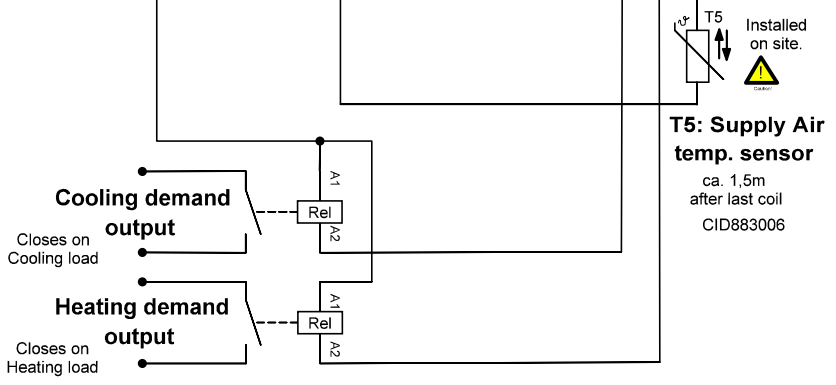 ϑ
T5
Installed
on site.
!
Caution!
T5: Supply Air
temp. sensor
ca. 1,5m
after last coil
CID883006
A1
Cooling demand
output
Rel
A2
Closes on
Cooling load
A1
Heating demand
output
Rel
A2
Closes on
Heating load